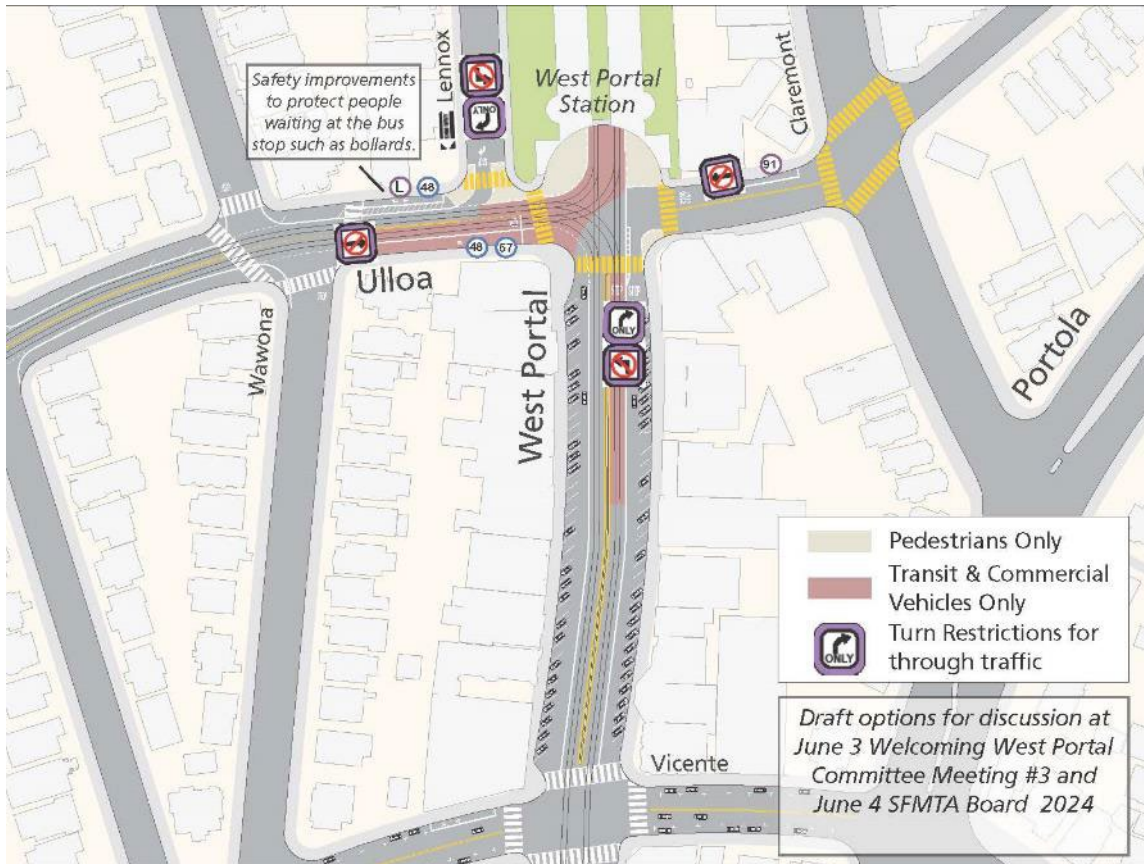 Safety improvements
to protect people
waiting at the bus
stop such as bollards.
Lennox
ONLY
West Portal
Station
Claremont
L
48
91
48
57
Ulloa
Wawona
West Portal
ONLY
Portola
Pedestrians Only
Transit & Commercial
Vehicles Only
ONLY
Turn Restrictions for
through traffic
Vicente
Draft options for discussion at
June 3 Welcoming West Portal
Committee Meeting #3 and
June 4 SFMTA Board 2024